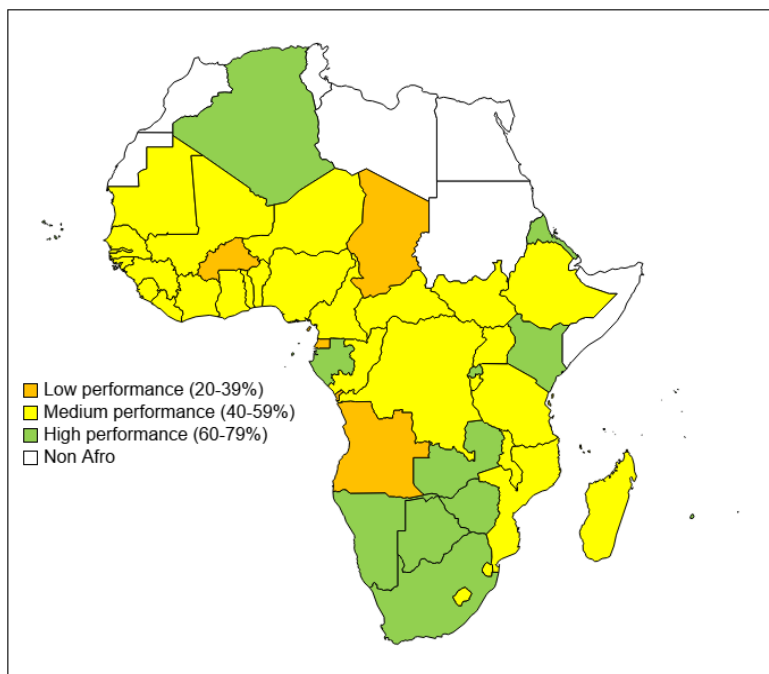 Low performance (20-39%)
Medium performance (40-59%)
High performance (60-79%)
Non Afro